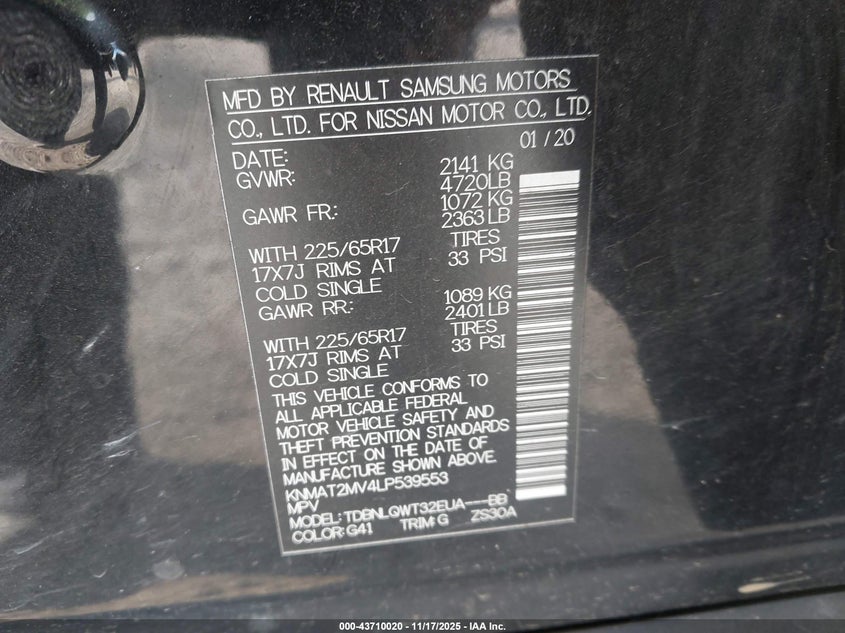 MFD BY RENAULT SAMSUNG MOTORS
CO., LTD. FOR NISSAN MOTOR CO., LTD.
DATE: 01 / 20
GVWR: 2141 KG
4720LB
GAWR FR.: 1072 KG
2363 LB
WITH 225/65R17 TIRES
17X7J RIMS AT 33 PSI
COLD SINGLE
GAWR RR.: 1089 KG
2401 LB
WITH 225/65R17 TIRES
17X7J RIMS AT 33 PSI
COLD SINGLE
THIS VEHICLE CONFORMS TO
ALL APPLICABLE FEDERAL
MOTOR VEHICLE SAFETY AND
THEFT PREVENTION STANDARDS
IN EFFECT ON THE DATE OF
MANUFACTURE SHOWN ABOVE.
KNMAT2MV4LP539553
MPV
MODEL: TDBNLQWT32EUA---BB
COLOR: G41 TRIM: G ZS30A
000-43710020 - 11/17/2025 - IAA Inc.